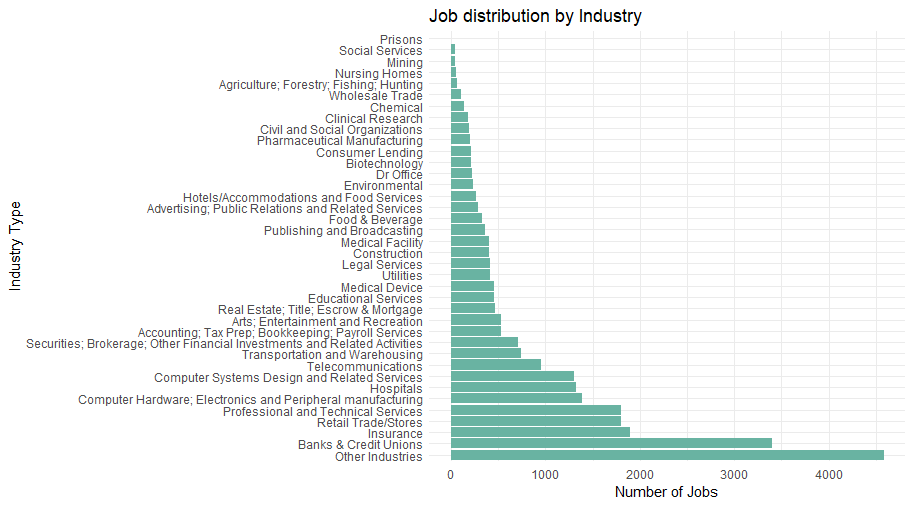 Job distribution by Industry
Industry Type
Prisons
Social Services
Mining
Nursing Homes
Agriculture; Forestry; Fishing; Hunting
Wholesale Trade
Chemical
Clinical Research
Civil and Social Organizations
Pharmaceutical Manufacturing
Consumer Lending
Biotechnology
Dr Office
Environmental
Hotels/Accommodations and Food Services
Advertising; Public Relations and Related Services
Food & Beverage
Publishing and Broadcasting
Medical Facility
Construction
Legal Services
Utilities
Medical Device
Educational Services
Real Estate; Title; Escrow & Mortgage
Arts; Entertainment and Recreation
Accounting; Tax Prep; Bookkeeping; Payroll Services
Securities; Brokerage; Other Financial Investments and Related Activities
Transportation and Warehousing
Telecommunications
Computer Systems Design and Related Services
Hospitals
Computer Hardware; Electronics and Peripheral manufacturing
Professional and Technical Services
Retail Trade/Stores
Insurance
Banks & Credit Unions
Other Industries
0 1000 2000 3000 4000
Number of Jobs